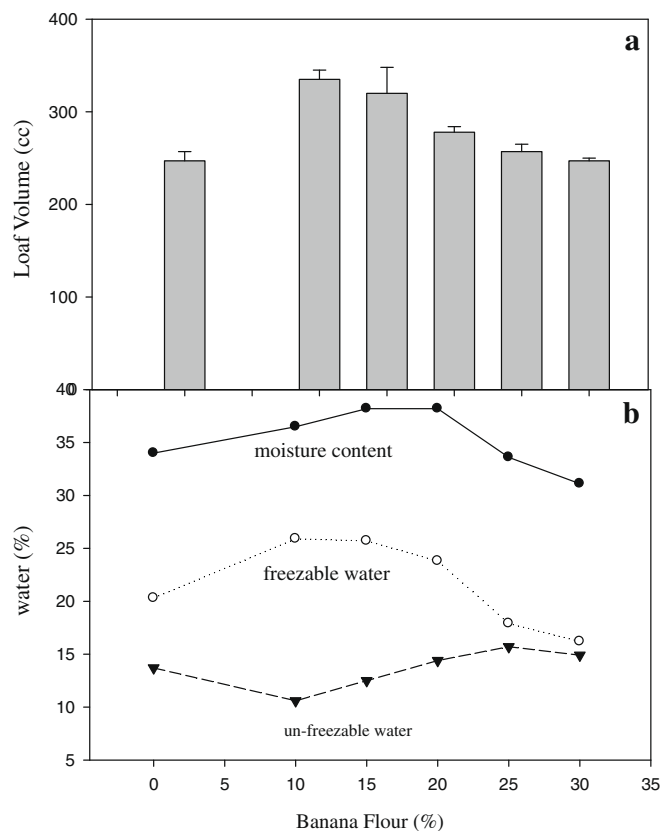 400
a
300
Loaf Volume (cc)
200
100
0
40
b
35
moisture content
30
25
freezable water
water (%)
20
15
10
un-freezable water
5
0 5 10 15 20 25 30 35
Banana Flour (%)